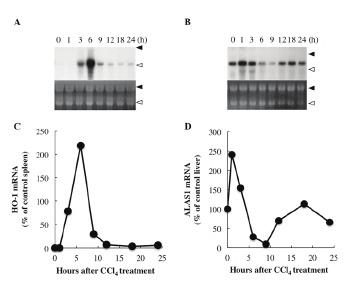 A
B
0 1 3 6 9 12 18 24 (h)
0 1 3 6 9 12 18 24 (h)
C
D
HO-1 mRNA
(% of control spleen)
250
200
150
100
50
0
0 5 10 15 20 25
Hours after CCl4 treatment
ALAS1 mRNA
(% of control liver)
300
250
200
150
100
50
0
0 5 10 15 20 25
Hours after CCl4 treatment